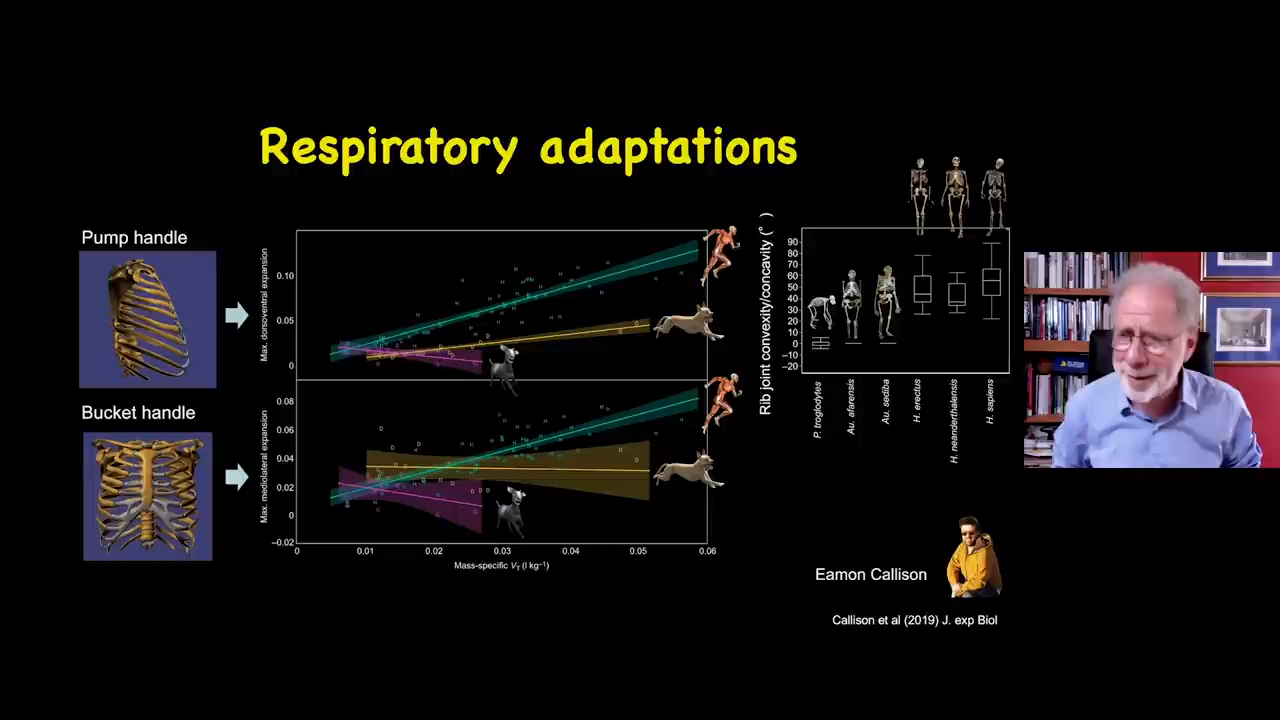 Respiratory adaptations
Pump handle
Bucket handle
Max. dorsoventral expansion
0.10
0.05
0
Max. mediolateral expansion
0.08
0.06
0.04
0.02
0
–0.02
0 0.01 0.02 0.03 0.04 0.05 0.06
Mass-specific VT (l kg–1)
Rib joint convexity/concavity (°)
90
80
70
60
50
40
30
20
10
0
–10
–20
P. troglodytes
Au. afarensis
Au. sediba
H. erectus
H. neanderthalensis
H. sapiens
Eamon Callison
Callison et al (2019) J. exp Biol